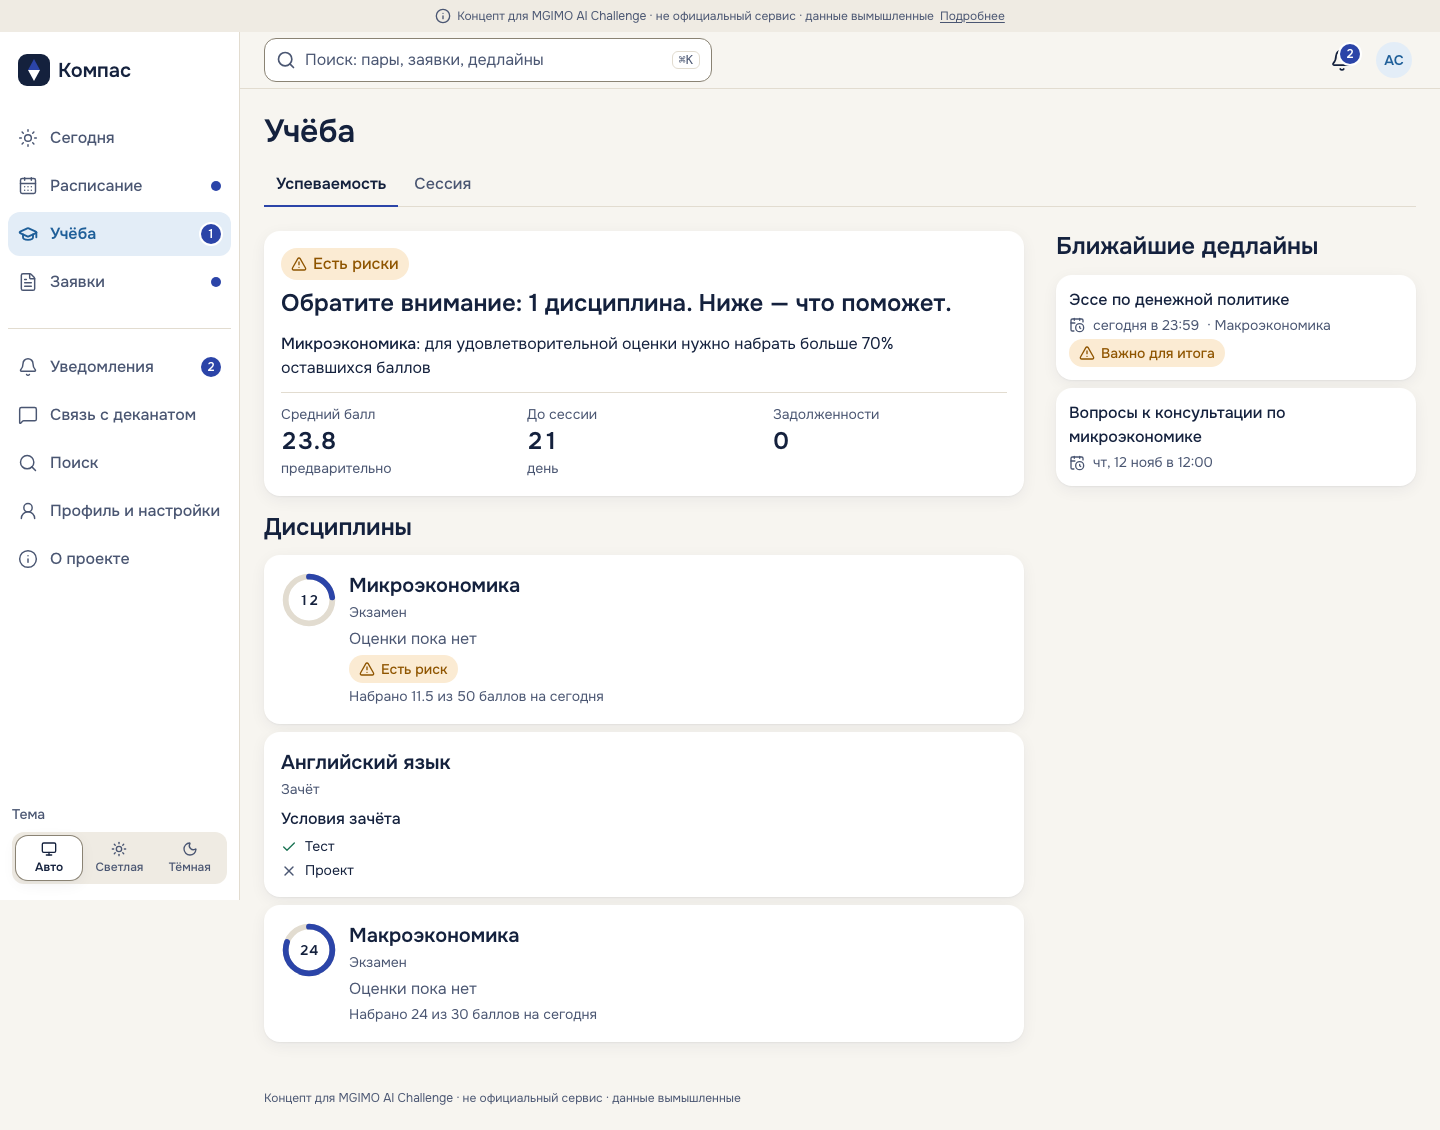 Концепт для MGIMO AI Challenge · не официальный сервис · данные вымышленные Подробнее
Компас
Поиск: пары, заявки, дедлайны
⌘K
2
АС
Сегодня
Расписание
Учёба
1
Заявки
Уведомления
2
Связь с деканатом
Поиск
Профиль и настройки
О проекте
Тема
Авто
Светлая
Тёмная
Учёба
Успеваемость
Сессия
Есть риски
Обратите внимание: 1 дисциплина. Ниже — что поможет.
Микроэкономика: для удовлетворительной оценки нужно набрать больше 70%
оставшихся баллов
Средний балл
23.8
предварительно
До сессии
21
день
Задолженности
0
Дисциплины
12
Микроэкономика
Экзамен
Оценки пока нет
Есть риск
Набрано 11.5 из 50 баллов на сегодня
Английский язык
Зачёт
Условия зачёта
Тест
Проект
24
Макроэкономика
Экзамен
Оценки пока нет
Набрано 24 из 30 баллов на сегодня
Ближайшие дедлайны
Эссе по денежной политике
сегодня в 23:59 · Макроэкономика
Важно для итога
Вопросы к консультации по
микроэкономике
чт, 12 нояб в 12:00
Концепт для MGIMO AI Challenge · не официальный сервис · данные вымышленные